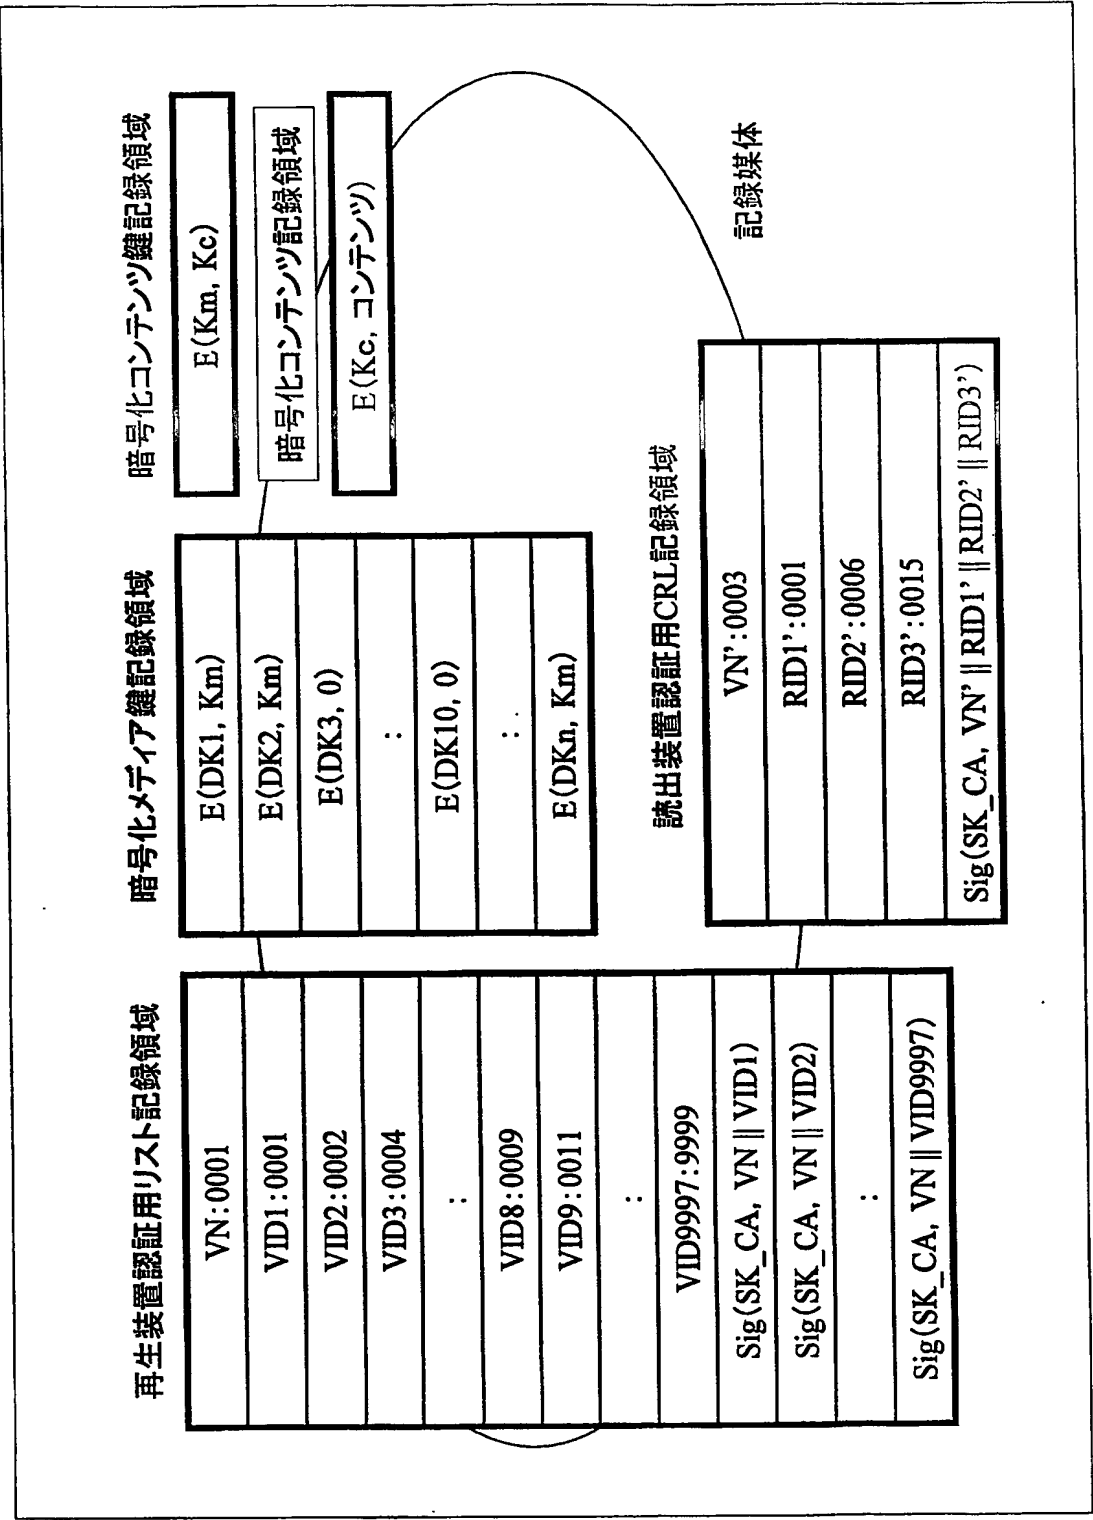 再生装置認証用リスト記録領域
VN:0001
VID1:0001
VID2:0002
VID3:0004
:
VID8:0009
VID9:0011
:
VID9997:9999
Sig(SK_CA, VN || VID1)
Sig(SK_CA, VN || VID2)
:
Sig(SK_CA, VN || VID9997)
暗号化メディア鍵記録領域
E(DK1, Km)
E(DK2, Km)
E(DK3, 0)
:
E(DK10, 0)
:
E(DKn, Km)
暗号化コンテンツ鍵記録領域
E(Km, Kc)
暗号化コンテンツ記録領域
E(Kc, コンテンツ)
読出装置認証用CRL記録領域
VN':0003
RID1':0001
RID2':0006
RID3':0015
Sig(SK_CA, VN' || RID1' || RID2' || RID3')
記録媒体